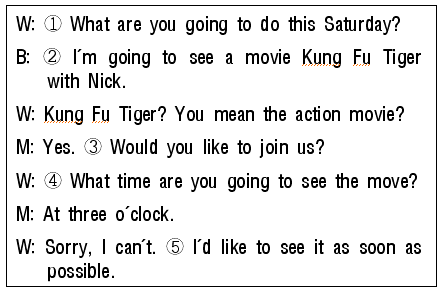 W: ① What are you going to do this Saturday?
B: ② I´m going to see a movie Kung Fu Tiger
with Nick.
W: Kung Fu Tiger? You mean the action movie?
M: Yes. ③ Would you like to join us?
W: ④ What time are you going to see the move?
M: At three o´clock.
W: Sorry, I can´t. ⑤ I´d like to see it as soon as
possible.